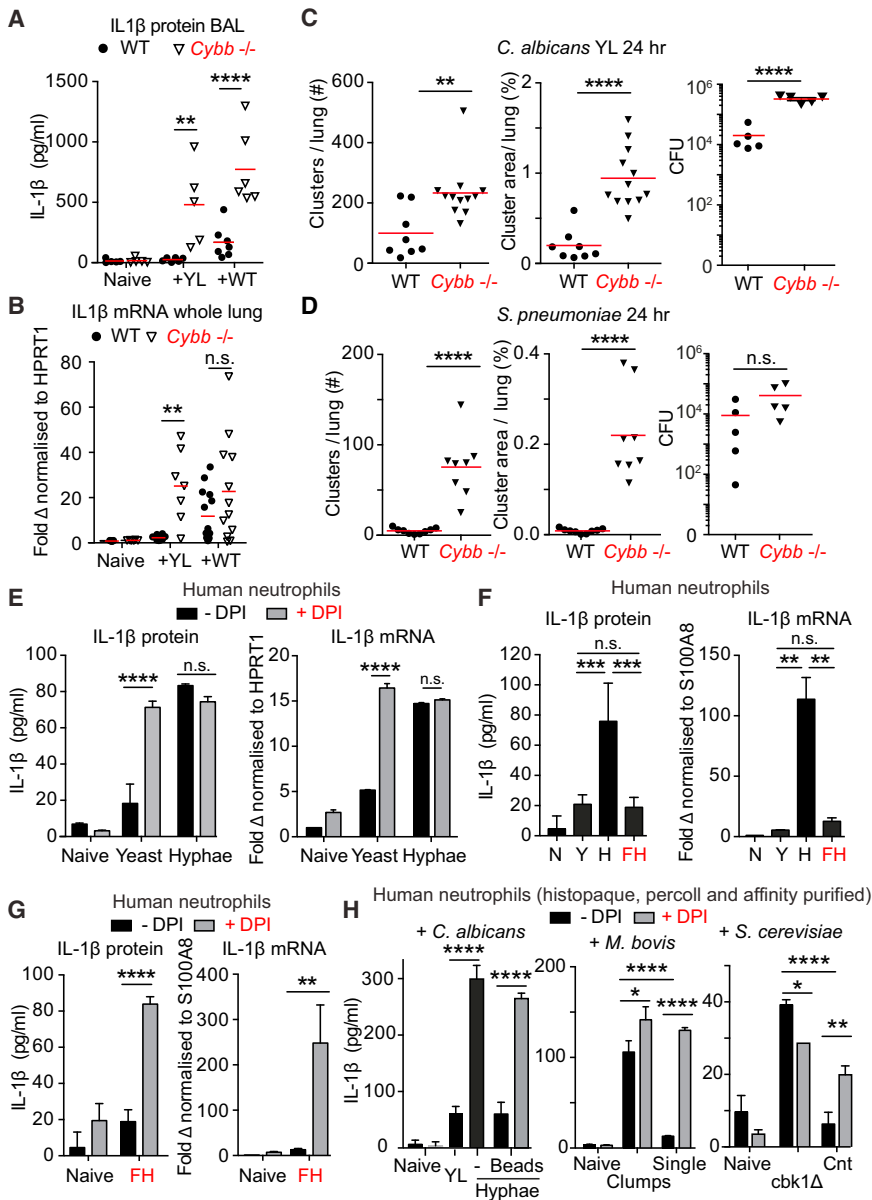 A
IL1β protein BAL
● WT ▽ Cybb -/-
IL-1β (pg/ml)
1500
1000
500
0
**
****
Naive +YL +WT
B
IL1β mRNA whole lung
● WT ▽ Cybb -/-
Fold Δ normalised to HPRT1
80
60
40
20
0
**
n.s.
Naive +YL +WT
C
C. albicans YL 24 hr
Clusters / lung (#)
600
400
200
0
**
WT Cybb -/-
Cluster area/ lung (%)
2.0
1.5
1.0
0.5
0
****
WT Cybb -/-
CFU
10^6
10^4
10^2
0
****
WT Cybb -/-
D
S. pneumoniae 24 hr
Clusters / lung (#)
200
100
0
****
WT Cybb -/-
Cluster area / lung (%)
0.4
0.2
0
****
WT Cybb -/-
CFU
10^6
10^4
10^2
0
n.s.
WT Cybb -/-
E
Human neutrophils
- DPI + DPI
IL-1β protein
IL-1β (pg/ml)
100
80
60
40
20
0
****
n.s.
Naive Yeast Hyphae
IL-1β mRNA
Fold Δ normalised to HPRT1
20
15
10
5
0
****
n.s.
Naive Yeast Hyphae
F
Human neutrophils
IL-1β protein
IL-1β (pg/ml)
120
100
80
60
40
20
0
n.s.
*** ***
N Y H FH
IL-1β mRNA
Fold Δ normalised to S100A8
150
100
50
0
n.s.
** **
N Y H FH
G
Human neutrophils
- DPI + DPI
IL-1β protein
IL-1β (pg/ml)
100
80
60
40
20
0
****
Naive FH
IL-1β mRNA
Fold Δ normalised to S100A8
400
300
200
100
0
**
Naive FH
H
Human neutrophils (histopaque, percoll and affinity purified)
- DPI + DPI
+ C. albicans
IL-1β (pg/ml)
300
200
100
0
****
****
Naive YL - Beads
Hyphae
+ M. bovis
200
100
0
****
* ****
Naive Single
Clumps
+ S. cerevisiae
40
20
0
****
*
**
Naive Cnt
cbk1Δ